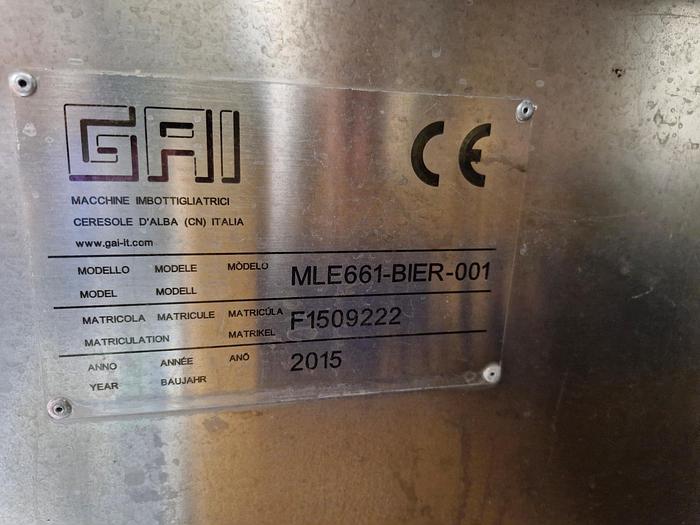 GAI
CE
MACCHINE IMBOTTIGLIATRICI
CERESOLE D'ALBA (CN) ITALIA
www.gai-it.com
MODELLO MODELE MÒDELO MLE661-BIER-001
MODEL MODELL
MATRICOLA MATRICULE MATRICÚLA F1509222
MATRICULATION MATRIKEL
ANNO ANNÉE ANÕ 2015
YEAR BAUJAHR